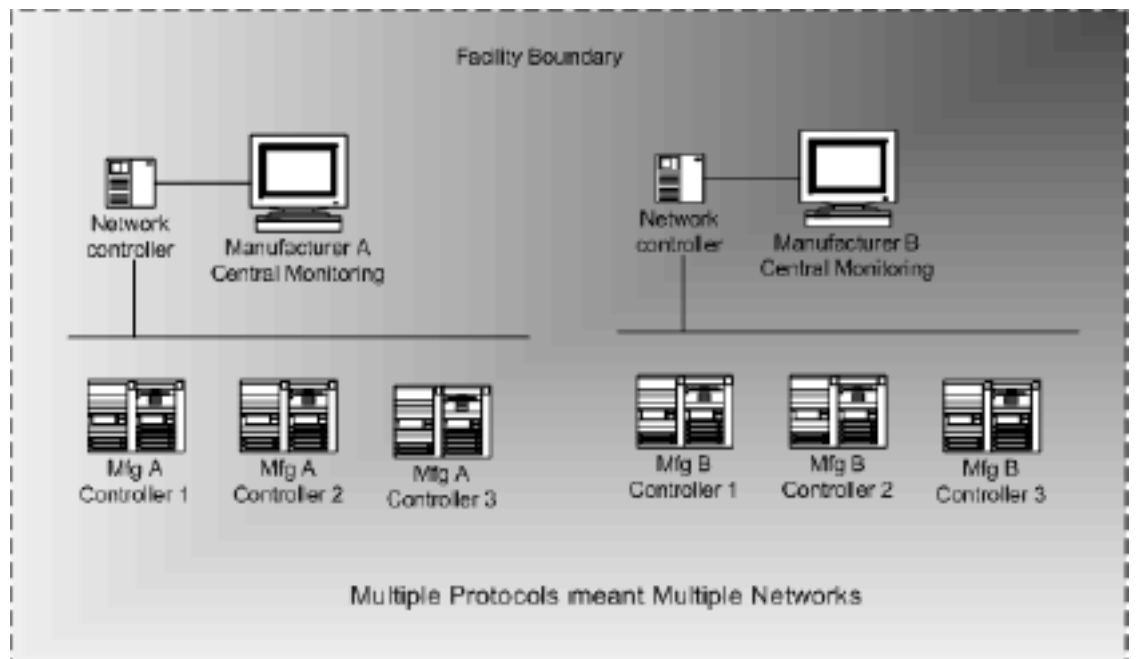 Facility Boundary
Network
controller
Manufacturer A
Central Monitoring
Network
controller
Manufacturer B
Central Monitoring
Mfg A
Controller 1
Mfg A
Controller 2
Mfg A
Controller 3
Mfg B
Controller 1
Mfg B
Controller 2
Mfg B
Controller 3
Multiple Protocols meant Multiple Networks